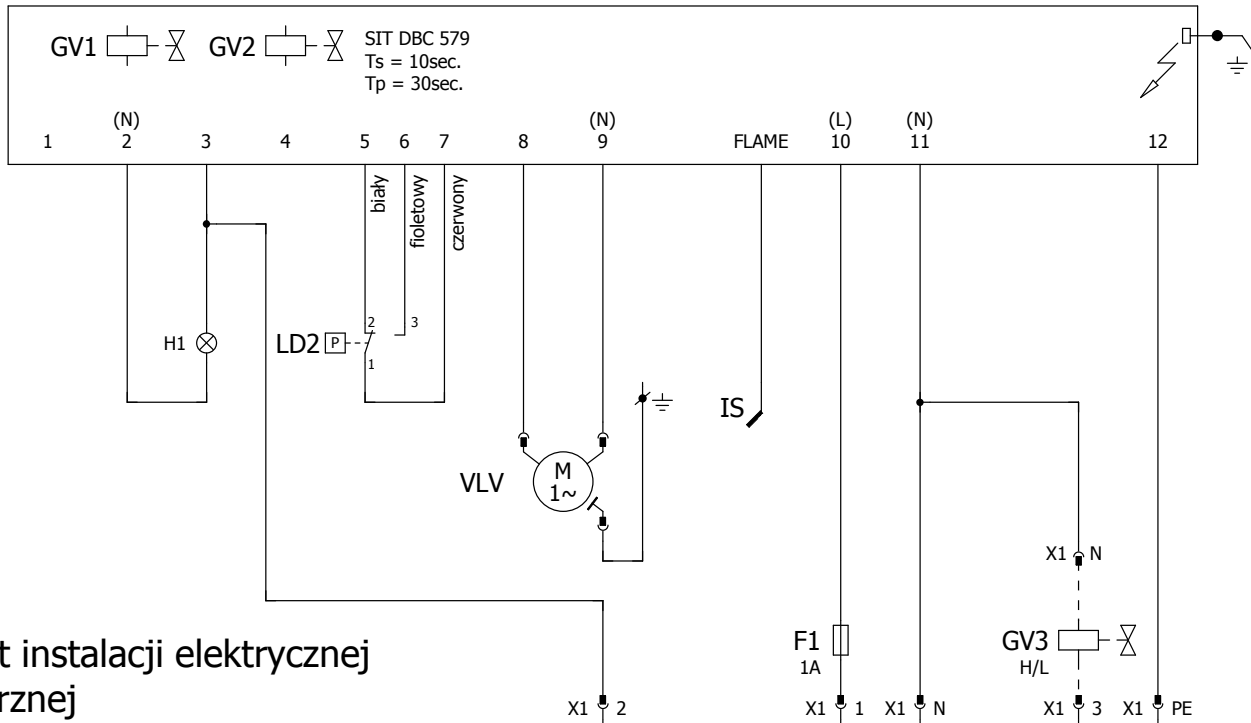 GV1 GV2 SIT DBC 579
Ts = 10sec.
Tp = 30sec.
(N) (N) (L) (N)
1 2 3 4 5 6 7 8 9 FLAME 10 11 12
biały
fioletowy
czerwony
H1 LD2 P 2 3
1
IS
VLV M
1~
X1 N
F1 GV3
1A H/L
t instalacji elektrycznej
rznej
X1 2 X1 1 X1 N X1 3 X1 PE